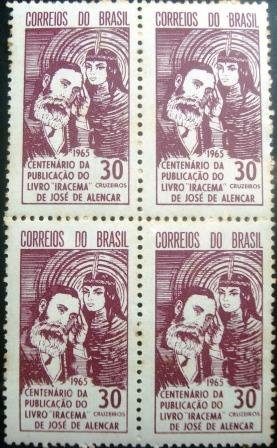 CORREIOS DO BRASIL
1965
CENTENÁRIO DA
PUBLICAÇÃO DO
LIVRO "IRACEMA"
DE JOSÉ DE ALENCAR
30
CRUZEIROS
CORREIOS DO BRASIL
1965
CENTENÁRIO DA
PUBLICAÇÃO DO
LIVRO "IRACEMA"
DE JOSÉ DE ALENCAR
30
CRUZEIROS
CORREIOS DO BRASIL
1965
CENTENÁRIO DA
PUBLICAÇÃO DO
LIVRO "IRACEMA"
DE JOSÉ DE ALENCAR
30
CRUZEIROS
CORREIOS DO BRASIL
1965
CENTENÁRIO DA
PUBLICAÇÃO DO
LIVRO "IRACEMA"
DE JOSÉ DE ALENCAR
30
CRUZEIROS